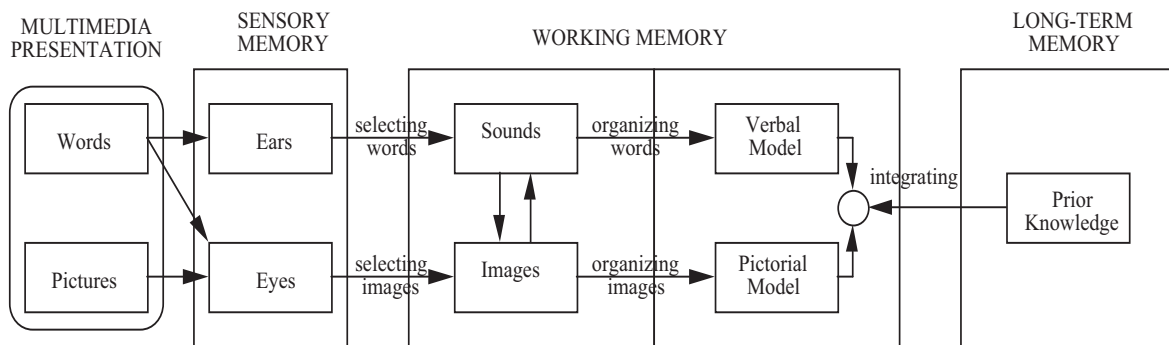 MULTIMEDIA
PRESENTATION
SENSORY
MEMORY
WORKING MEMORY
LONG-TERM
MEMORY
Words
Ears
selecting
words
Sounds
organizing
words
Verbal
Model
integrating
Prior
Knowledge
Pictures
Eyes
selecting
images
Images
organizing
images
Pictorial
Model